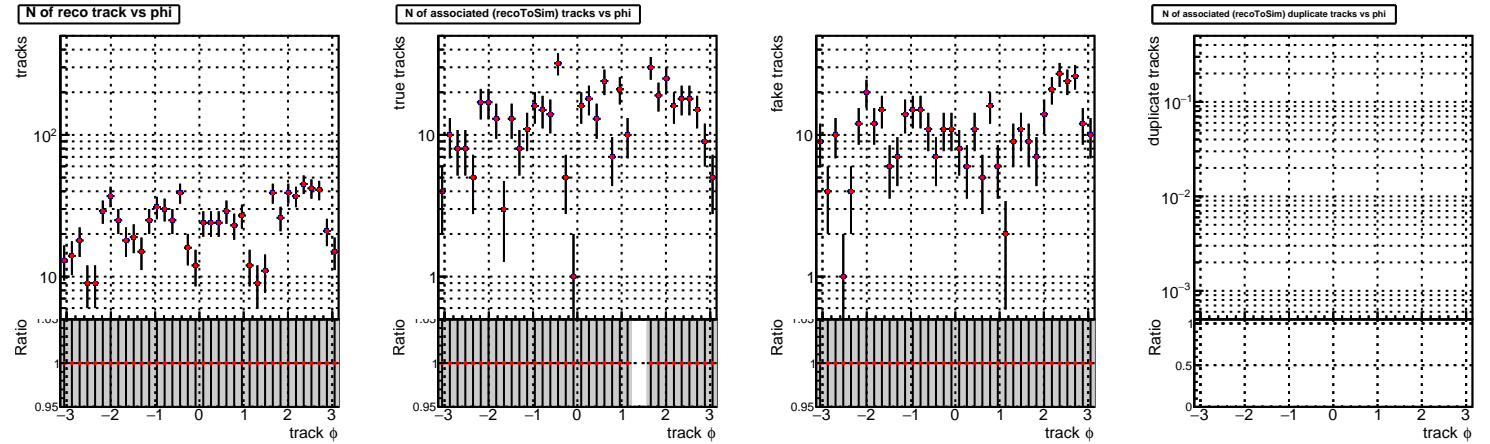 N of reco track vs phi
tracks
10²
10
Ratio
1.05
1
0.95
−3 −2 −1 0 1 2 3
track ϕ
N of associated (recoToSim) tracks vs phi
true tracks
10
1
Ratio
1.05
1
0.95
−3 −2 −1 0 1 2 3
track ϕ
fake tracks
10
1
Ratio
1.05
1
0.95
−3 −2 −1 0 1 2 3
track ϕ
N of associated (recoToSim) duplicate tracks vs phi
duplicate tracks
10⁻¹
10⁻²
10⁻³
Ratio
1
0.5
0
−3 −2 −1 0 1 2 3
track ϕ